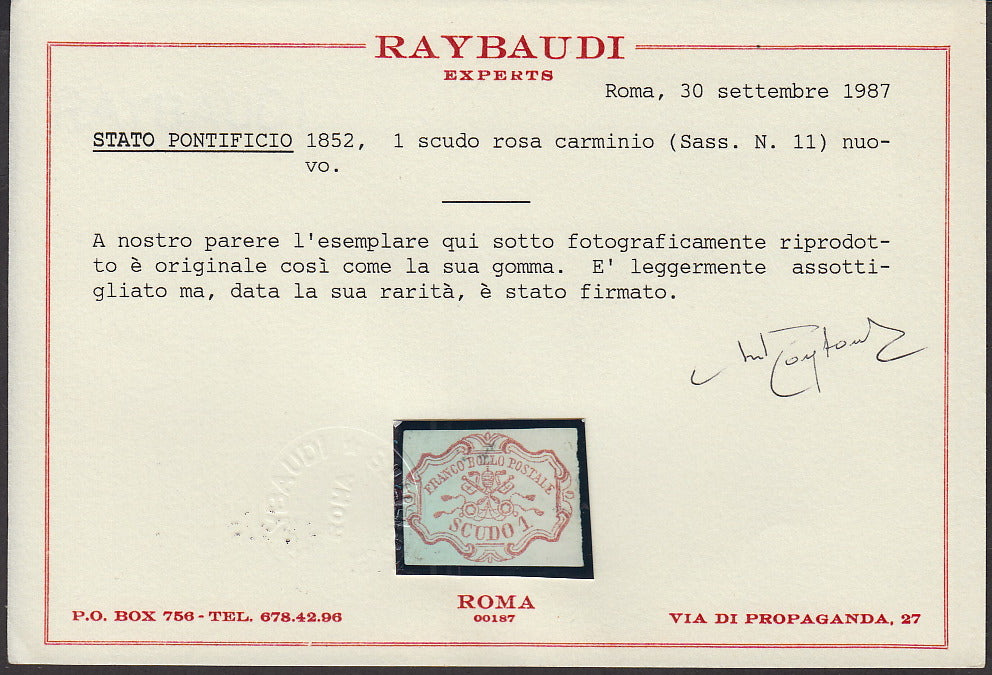 RAYBAUDI
EXPERTS
Roma, 30 settembre 1987
STATO PONTIFICIO 1852, 1 scudo rosa carminio (Sass. N. 11) nuo-
vo.
A nostro parere l'esemplare qui sotto fotograficamente riprodot-
to è originale così come la sua gomma. E' leggermente assotti-
gliato ma, data la sua rarità, è stato firmato.
FRANCO BOLLO POSTALE
SCUDO 1
ROMA
00187
P.O. BOX 756 - TEL. 678.42.96
VIA DI PROPAGANDA, 27